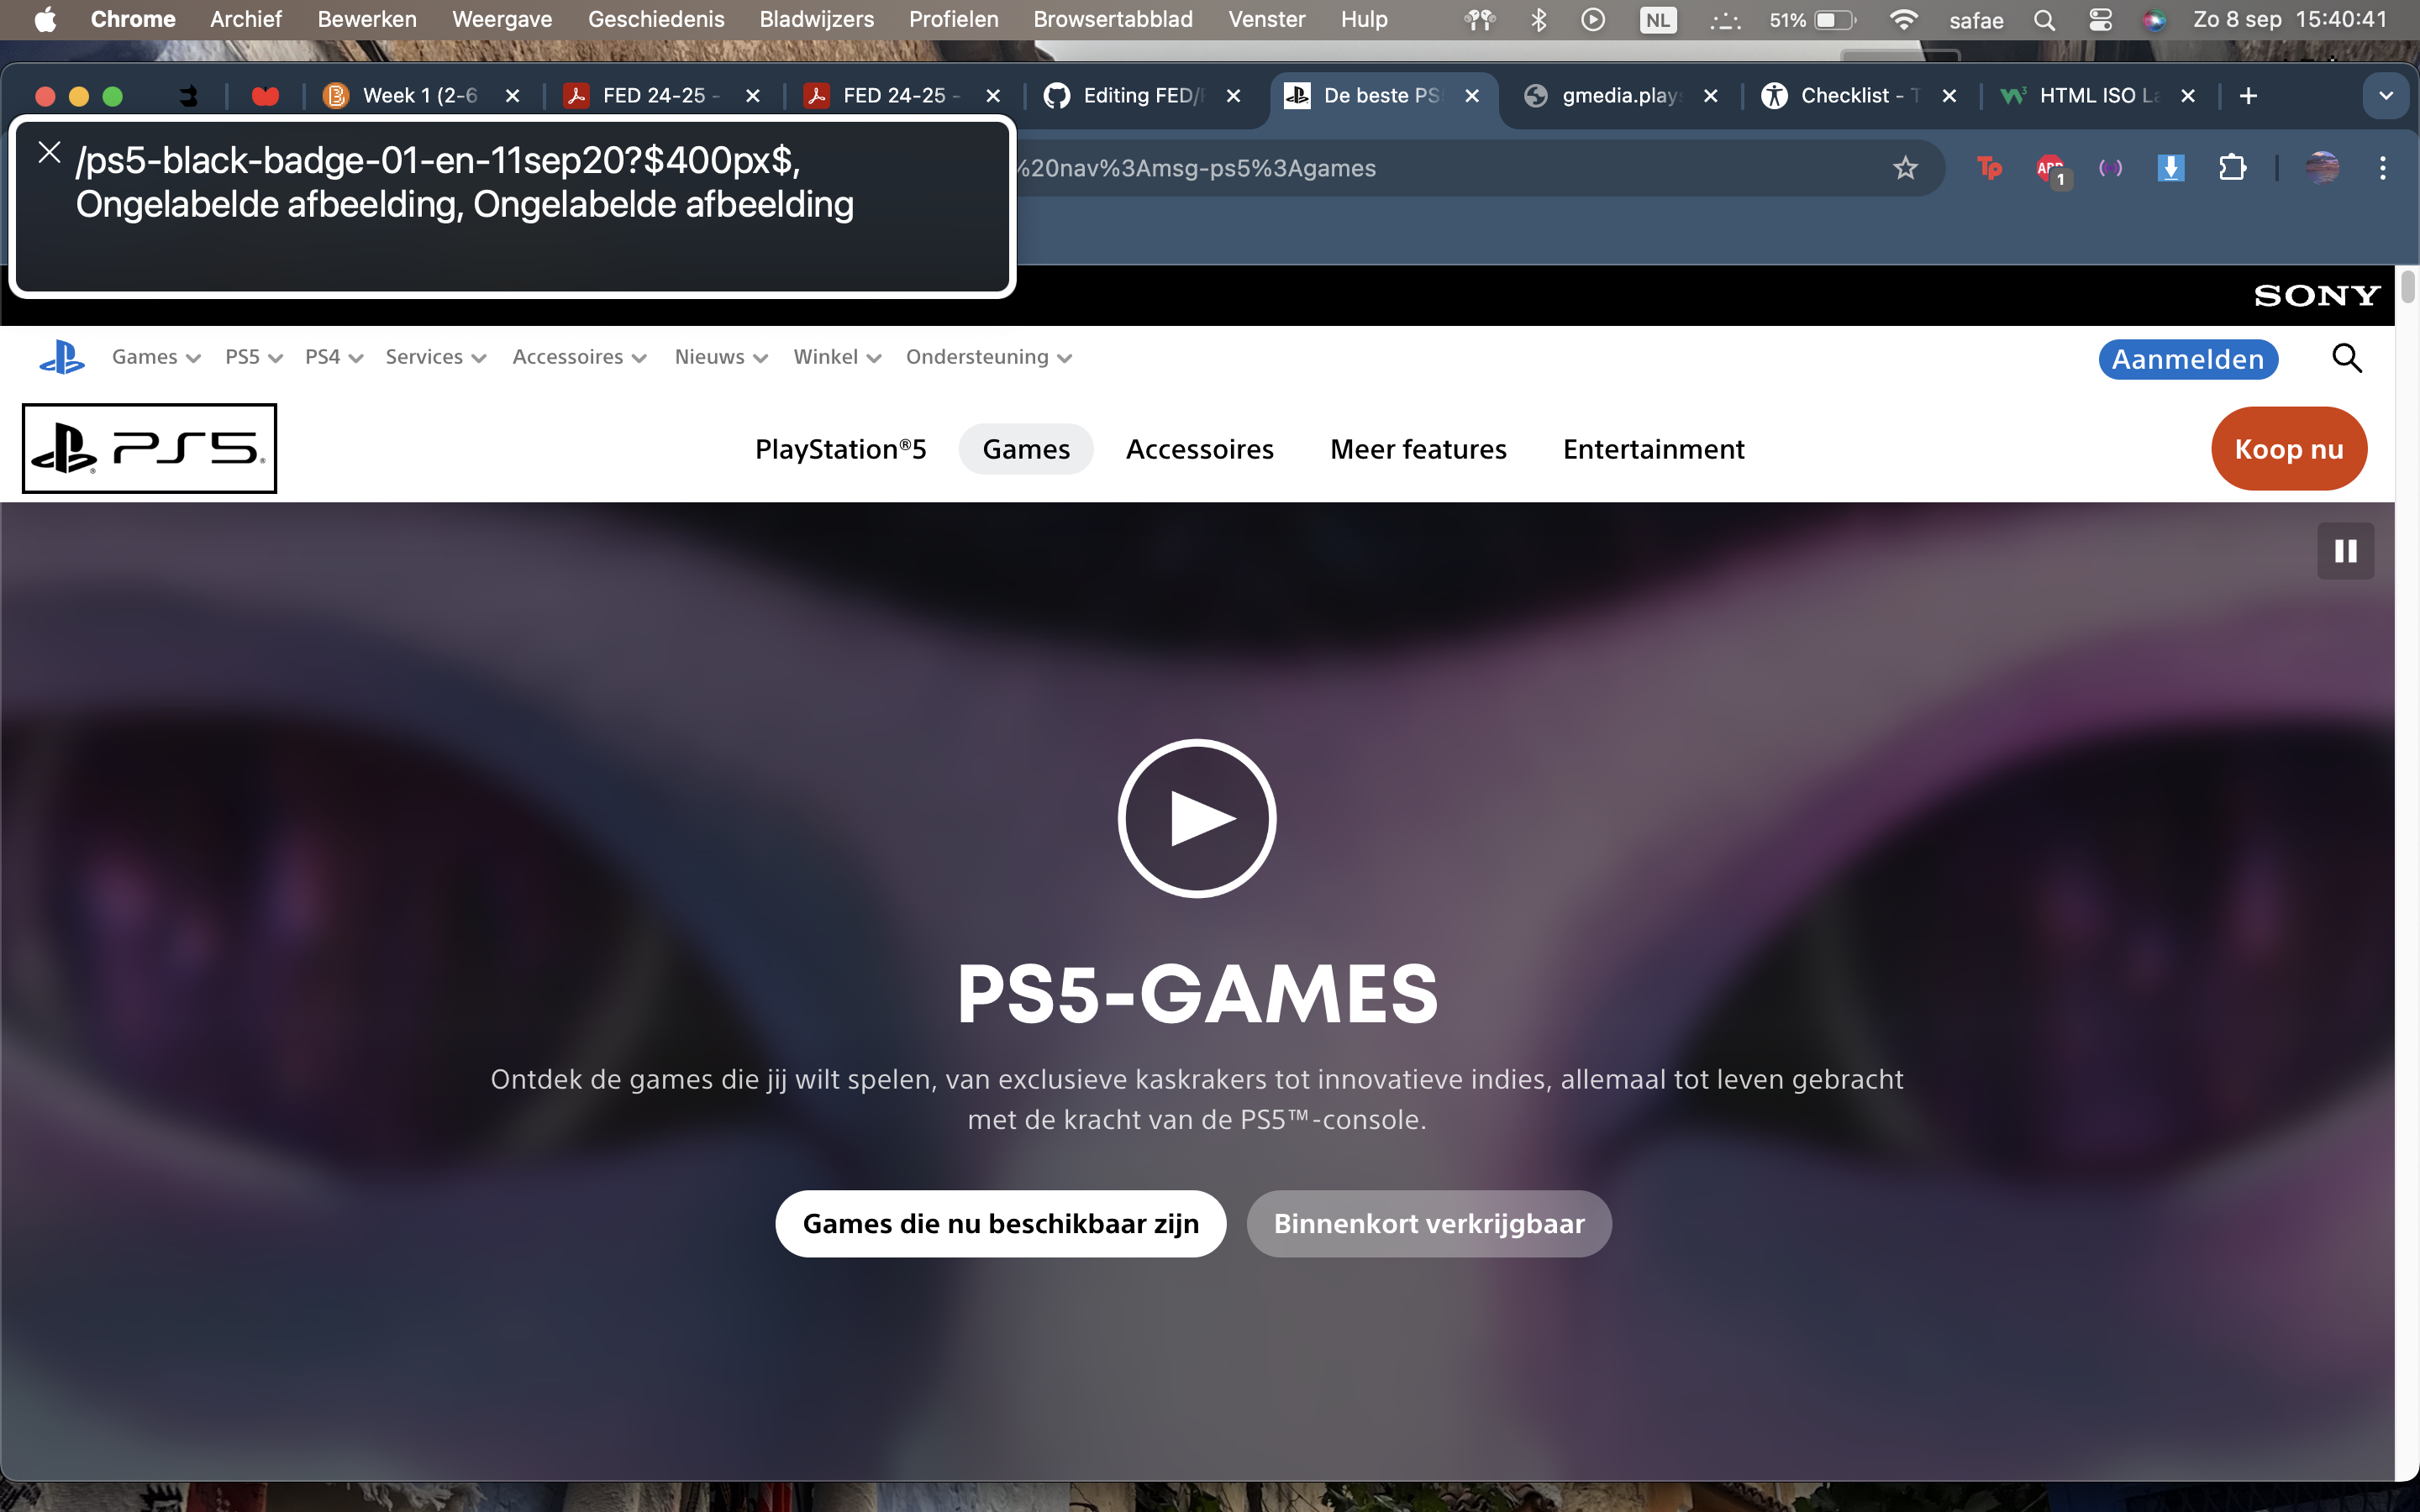 Chrome Archief Bewerken Weergave Geschiedenis Bladwijzers Profielen Browsertabblad Venster Hulp NL 51% safae Zo 8 sep 15:40:41
Week 1 (2-6 FED 24-25 - FED 24-25 - Editing FED/ De beste PS gmedia.play Checklist - T HTML ISO La
/ps5-black-badge-01-en-11sep20?$400px$,
Ongelabelde afbeelding, Ongelabelde afbeelding
%20nav%3Amsg-ps5%3Agames
Tp ABP 1
SONY
Games PS5 PS4 Services Accessoires Nieuws Winkel Ondersteuning Aanmelden
PS5 PlayStation®5 Games Accessoires Meer features Entertainment Koop nu
PS5-GAMES
Ontdek de games die jij wilt spelen, van exclusieve kaskrakers tot innovatieve indies, allemaal tot leven gebracht
met de kracht van de PS5™-console.
Games die nu beschikbaar zijn Binnenkort verkrijgbaar